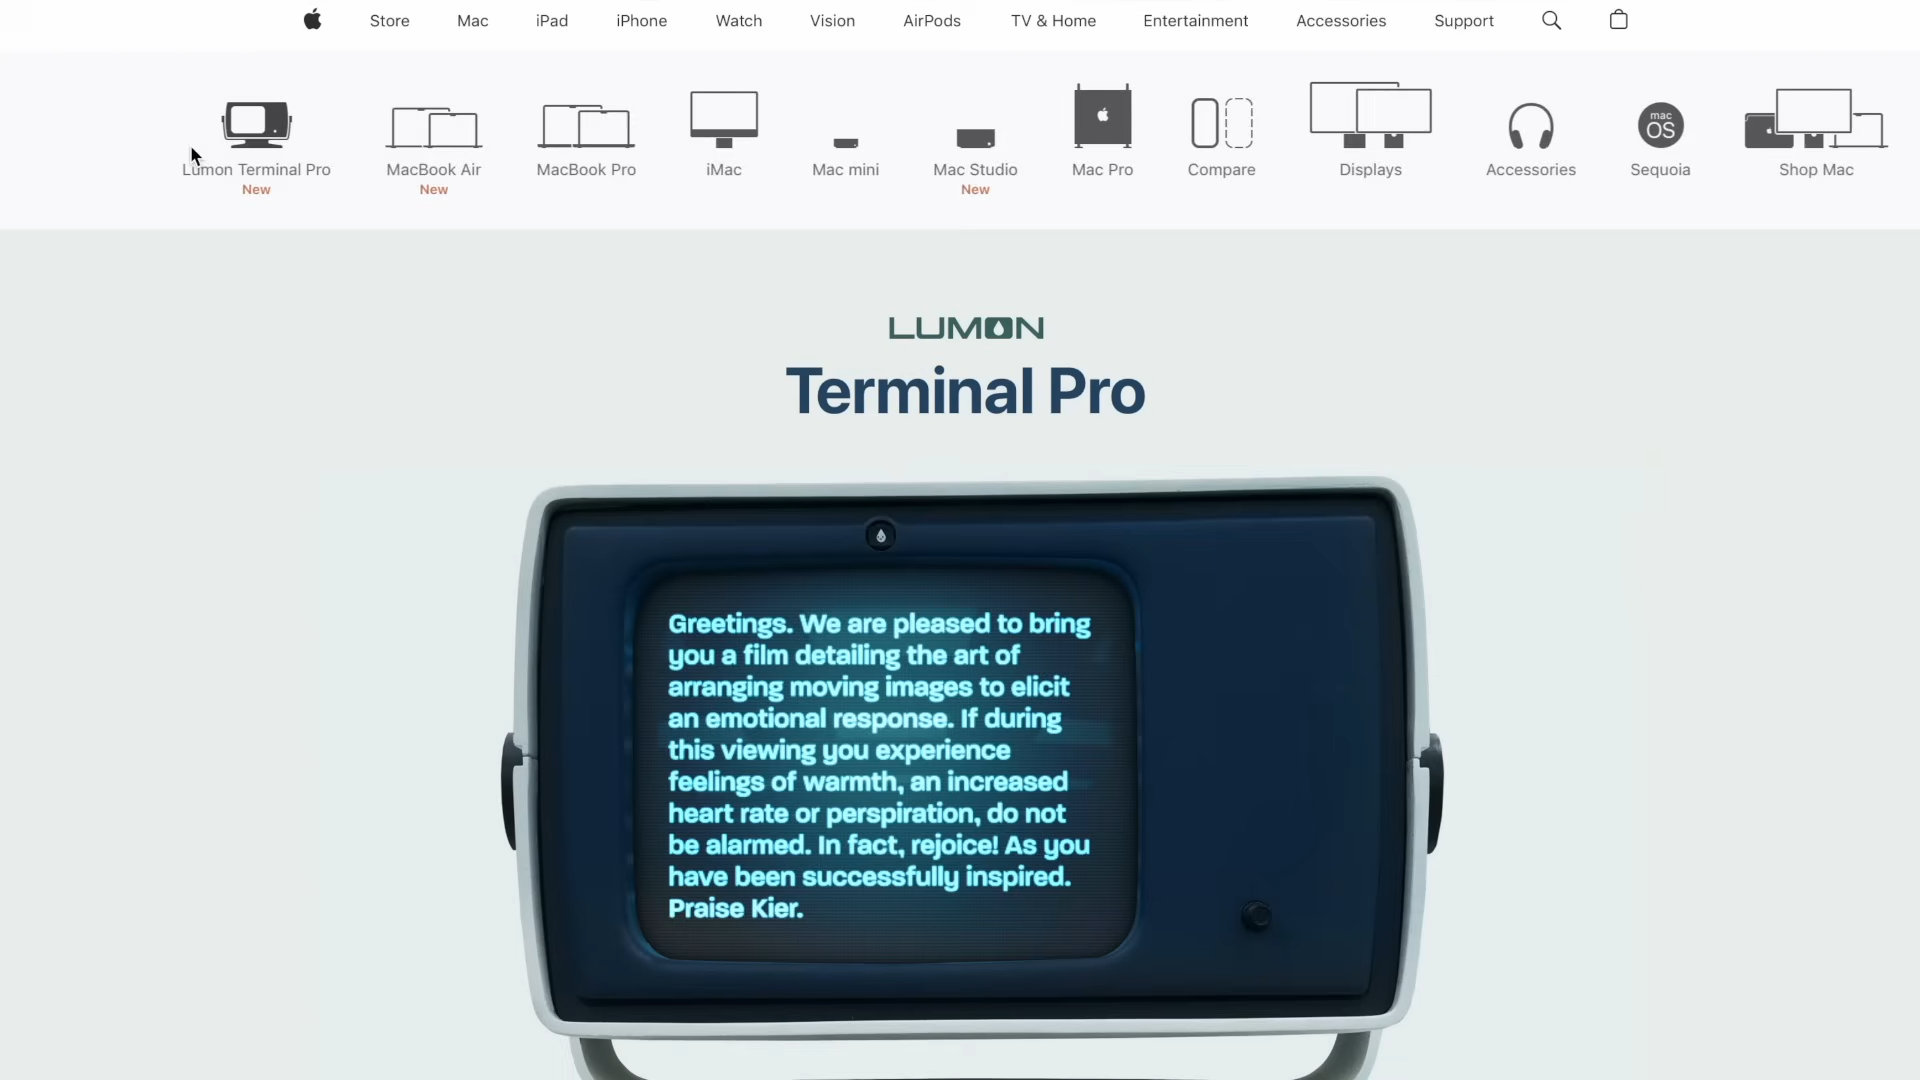 Store Mac iPad iPhone Watch Vision AirPods TV & Home Entertainment Accessories Support
Lumon Terminal Pro
New
MacBook Air
New
MacBook Pro
iMac
Mac mini
Mac Studio
New
Mac Pro
Compare
Displays
Accessories
mac
OS
Sequoia
Shop Mac
LUMON
Terminal Pro
Greetings. We are pleased to bring
you a film detailing the art of
arranging moving images to elicit
an emotional response. If during
this viewing you experience
feelings of warmth, an increased
heart rate or perspiration, do not
be alarmed. In fact, rejoice! As you
have been successfully inspired.
Praise Kier.